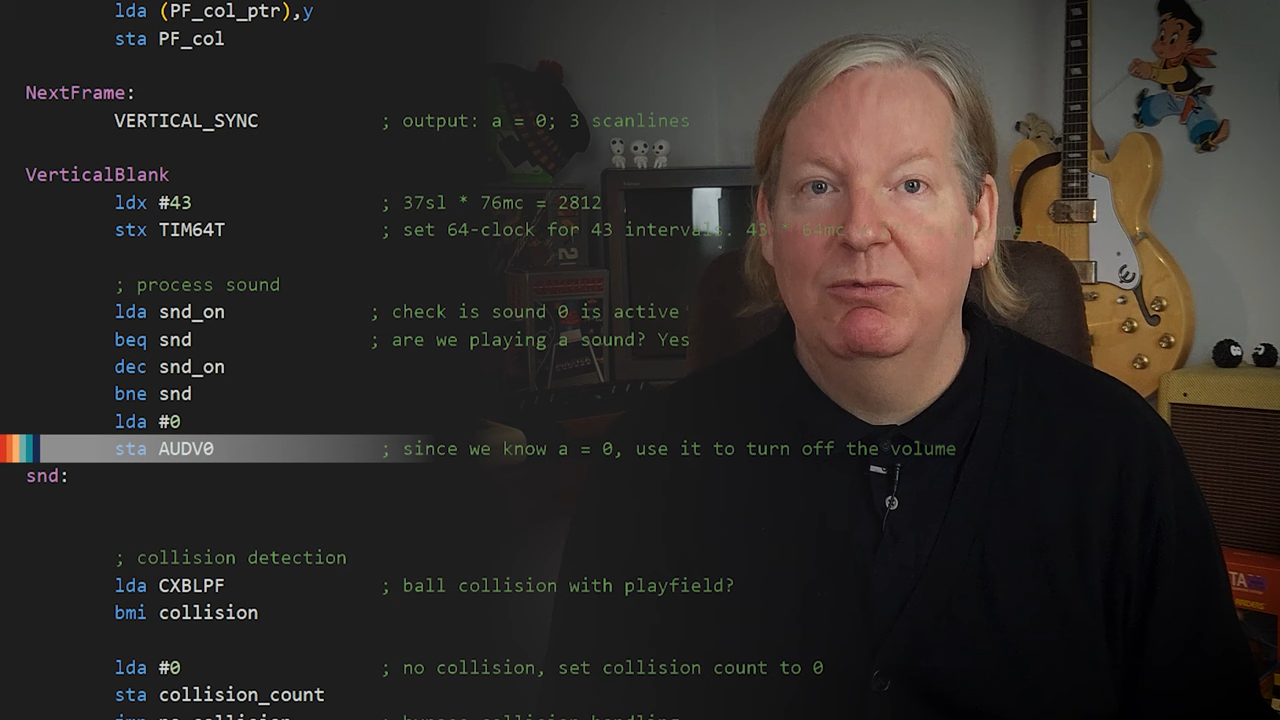 lda (PF_col_ptr),y
sta PF_col
NextFrame:
VERTICAL_SYNC ; output: a = 0; 3 scanlines
VerticalBlank
ldx #43 ; 37sl * 76mc = 2812
stx TIM64T ; set 64-clock for 43 intervals. 43 * 64mc
; process sound
lda snd_on ; check is sound 0 is active
beq snd ; are we playing a sound? Yes
dec snd_on
bne snd
lda #0
sta AUDV0 ; since we know a = 0, use it to turn off the volume
snd:
; collision detection
lda CXBLPF ; ball collision with playfield?
bmi collision
lda #0 ; no collision, set collision count to 0
sta collision_count